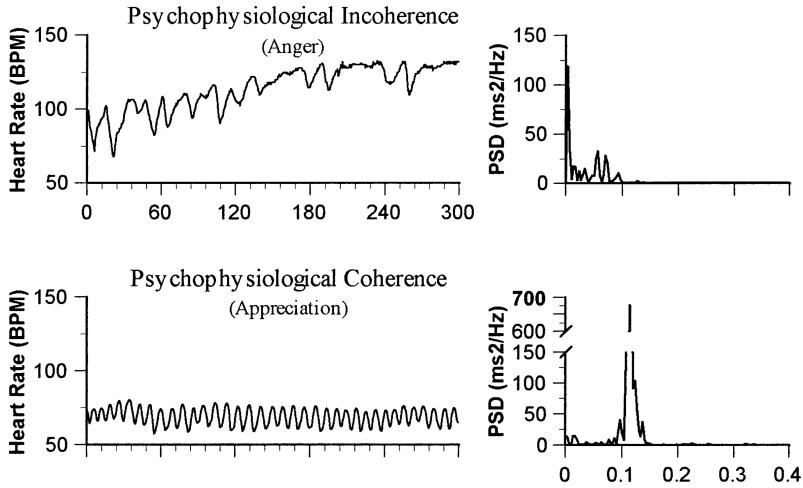 Psychophysiological Incoherence
(Anger)
Heart Rate (BPM)
150
100
50
0 60 120 180 240 300
PSD (ms2/Hz)
150
100
50
0
Psychophysiological Coherence
(Appreciation)
Heart Rate (BPM)
150
100
50
PSD (ms2/Hz)
700
600
150
100
50
0
0 0.1 0.2 0.3 0.4